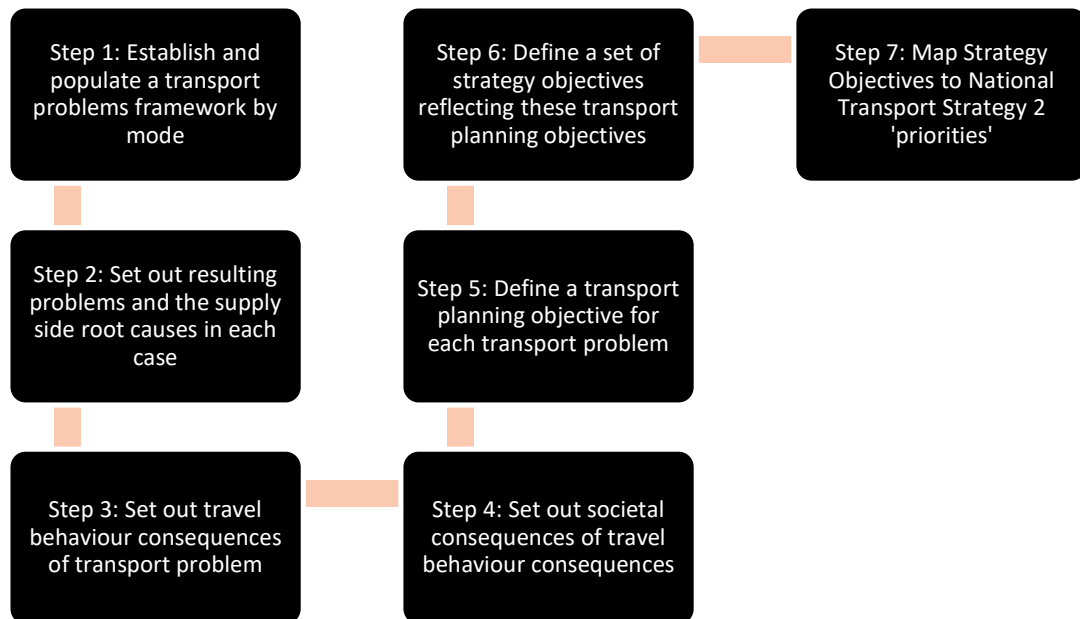 Step 1: Establish and
populate a transport
problems framework by
mode
Step 2: Set out resulting
problems and the supply
side root causes in each
case
Step 3: Set out travel
behaviour consequences
of transport problem
Step 4: Set out societal
consequences of travel
behaviour consequences
Step 5: Define a transport
planning objective for
each transport problem
Step 6: Define a set of
strategy objectives
reflecting these transport
planning objectives
Step 7: Map Strategy
Objectives to National
Transport Strategy 2
'priorities'